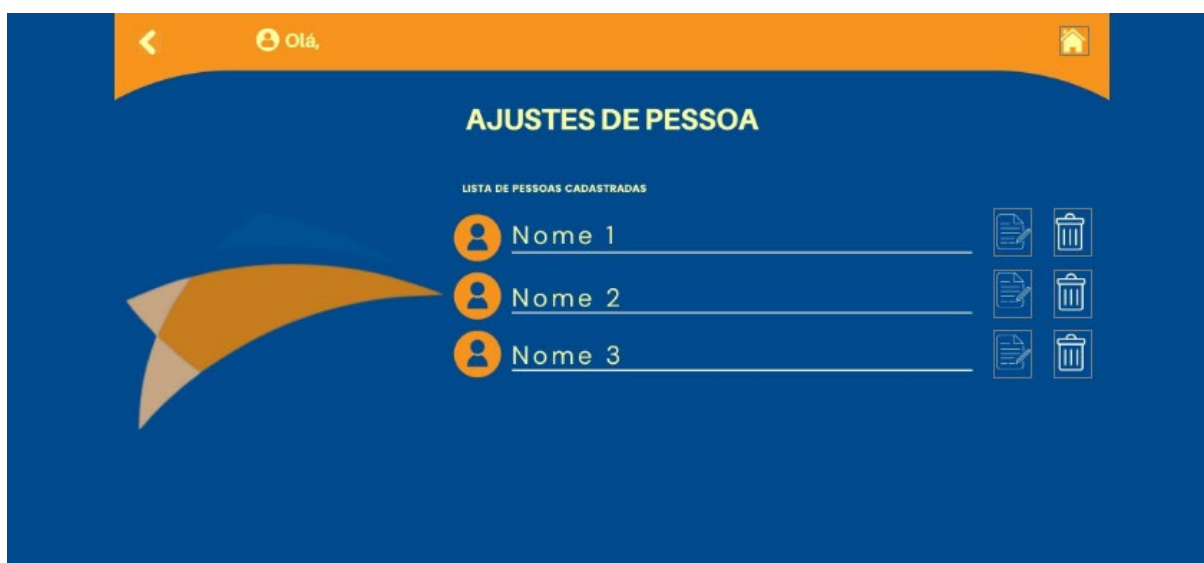 Olá,
AJUSTES DE PESSOA
LISTA DE PESSOAS CADASTRADAS
Nome 1
Nome 2
Nome 3